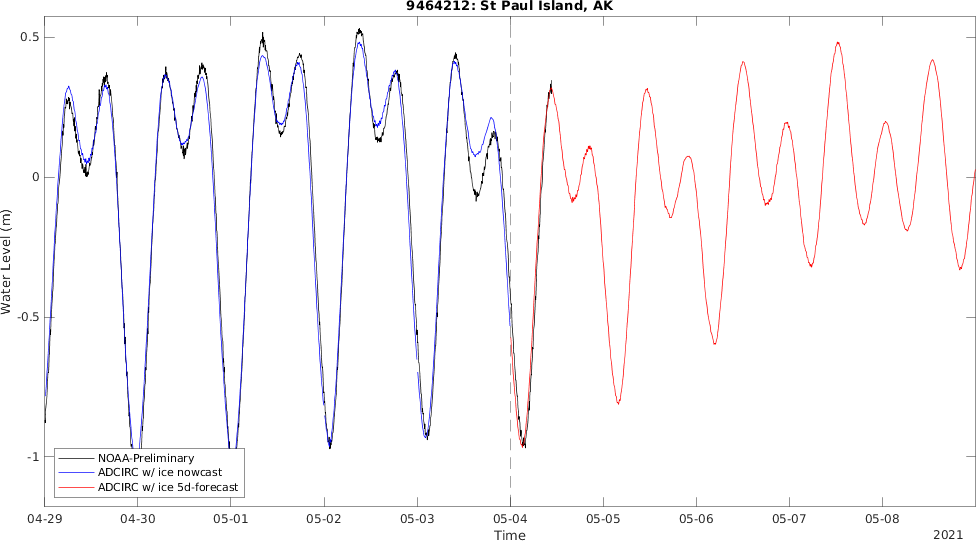 9464212: St Paul Island, AK
Water Level (m)
0.5
0
-0.5
-1
NOAA-Preliminary
ADCIRC w/ ice nowcast
ADCIRC w/ ice 5d-forecast
04-29 04-30 05-01 05-02 05-03 05-04 05-05 05-06 05-07 05-08
Time
2021